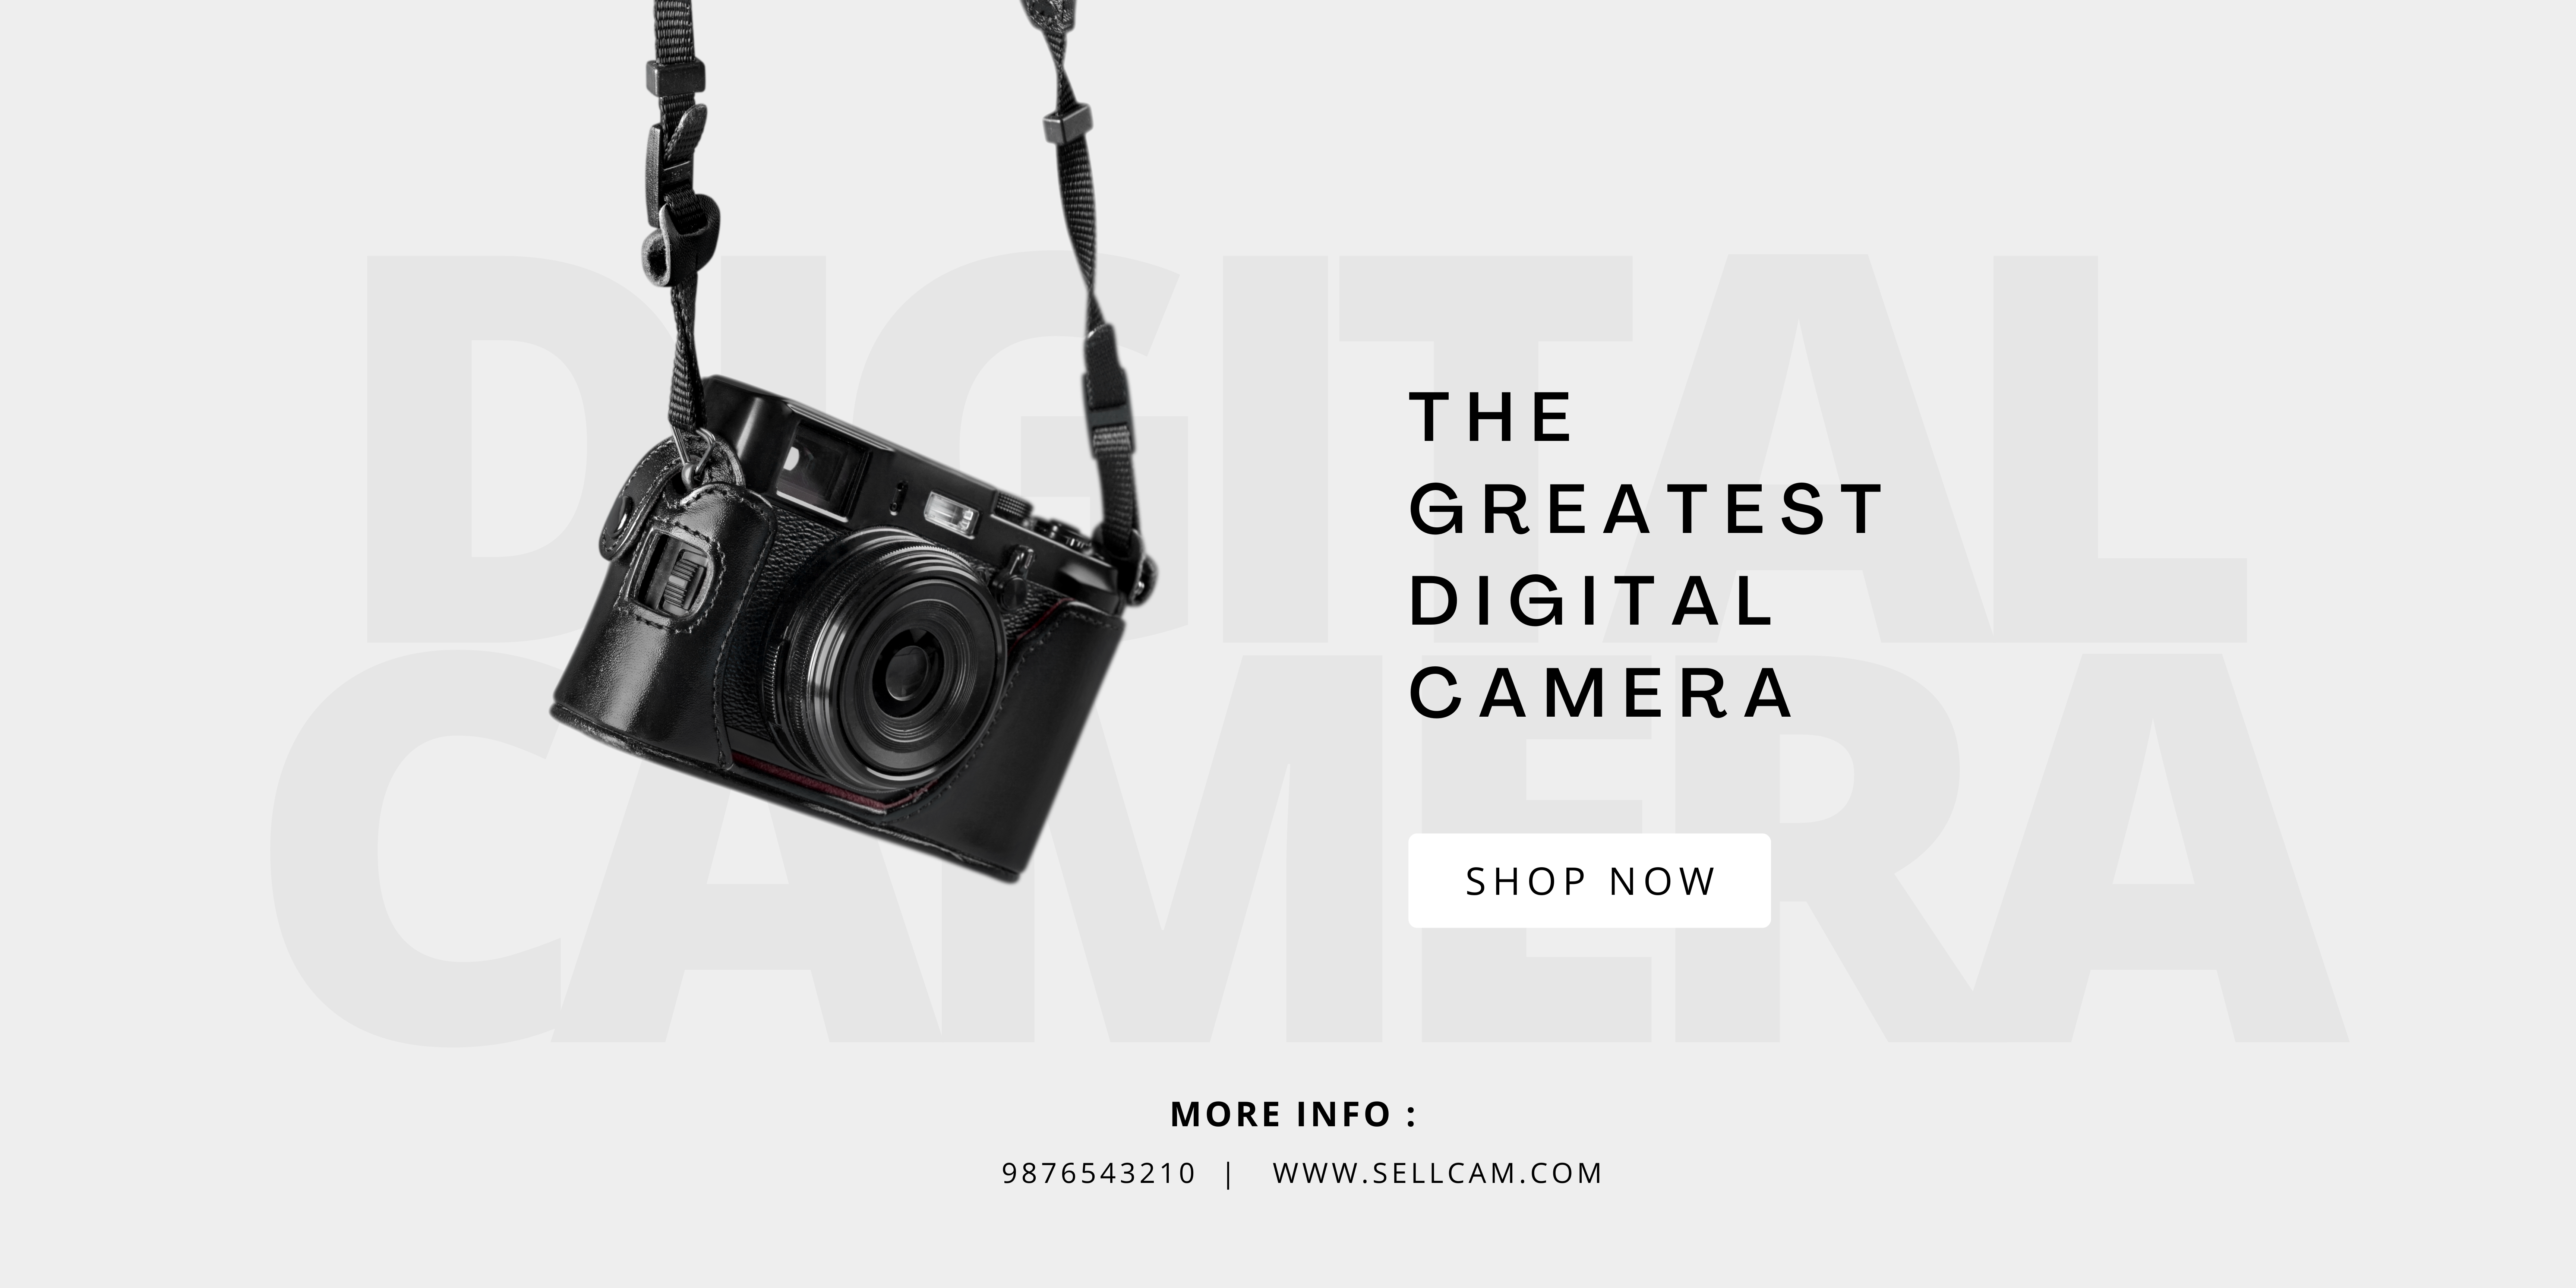 DIGITAL
CAMERA
THE
GREATEST
DIGITAL
CAMERA
SHOP NOW
MORE INFO :
9876543210 | WWW.SELLCAM.COM